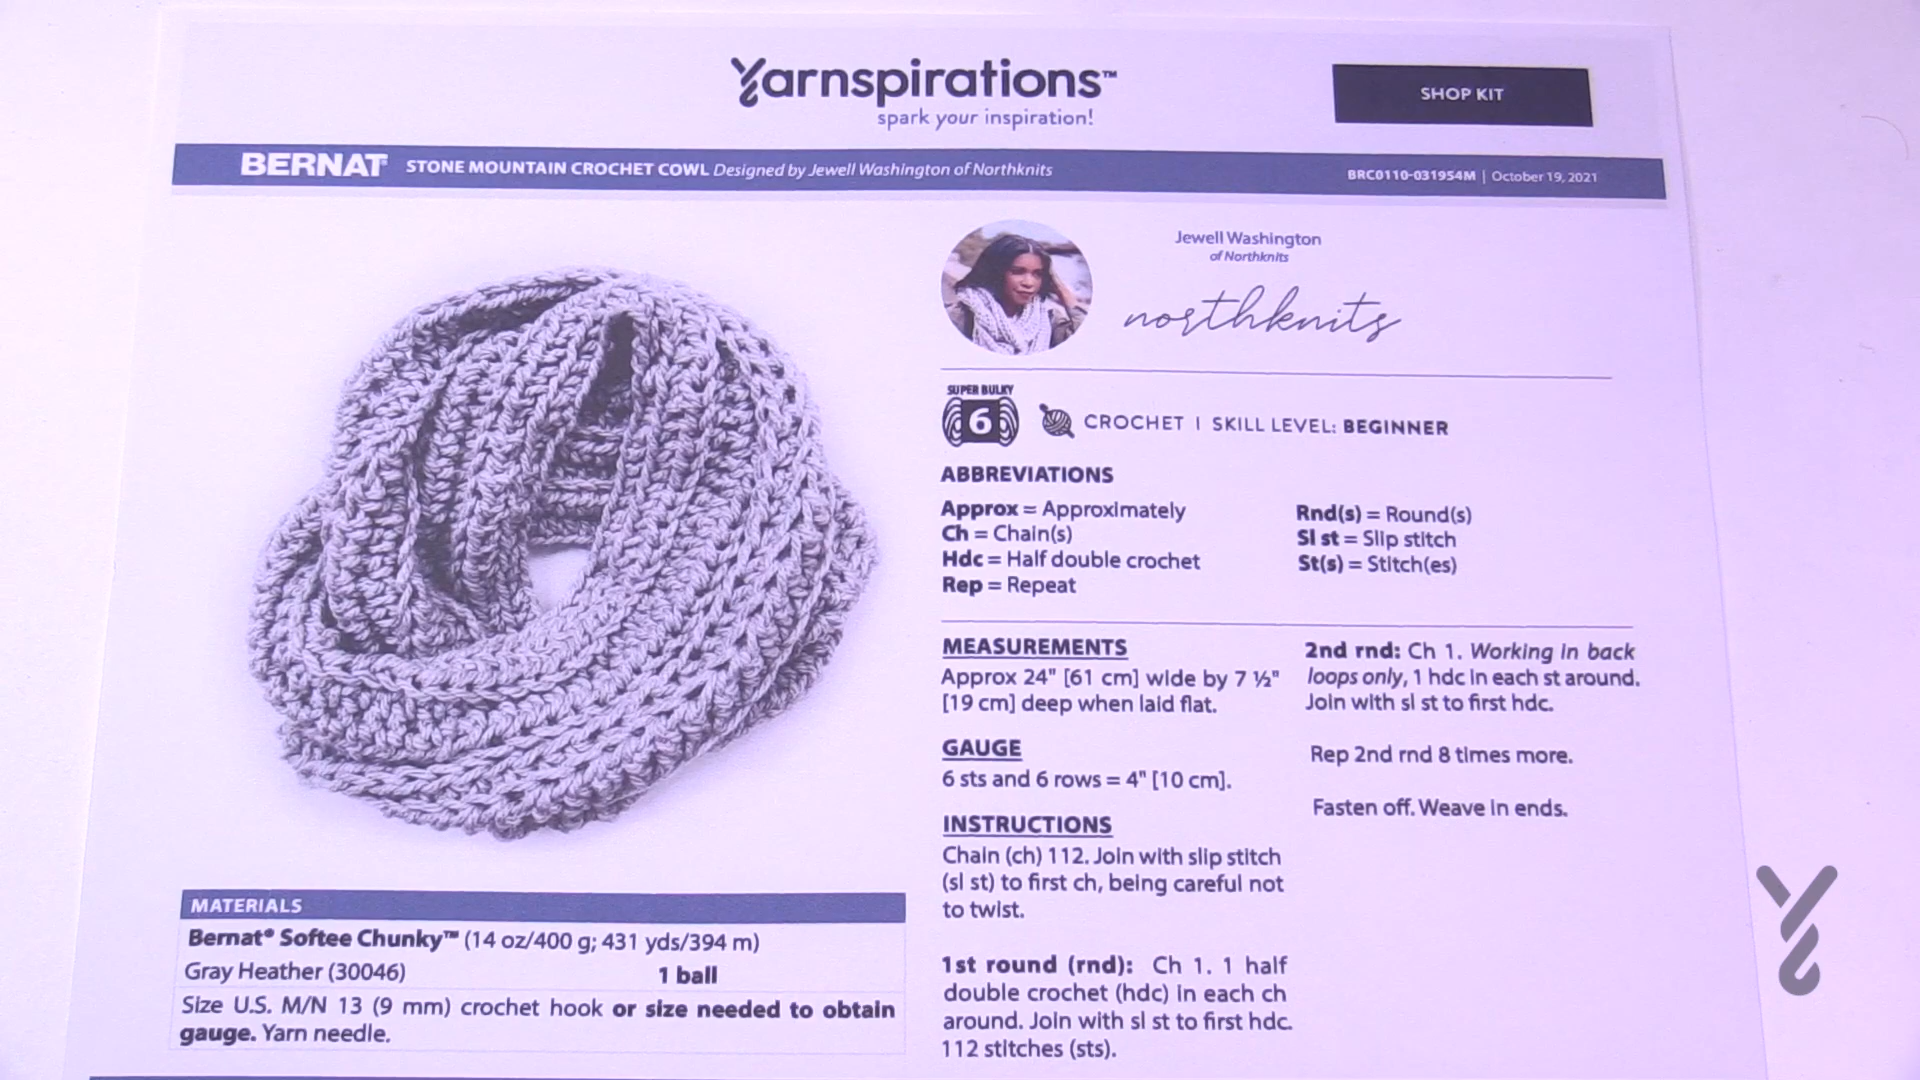 Yarnspirations™
spark your inspiration!
SHOP KIT
BERNAT® STONE MOUNTAIN CROCHET COWL Designed by Jewell Washington of Northknits
BRC0110-031954M | October 19, 2021
Jewell Washington
of Northknits
northknits
SUPER BULKY
6
CROCHET | SKILL LEVEL: BEGINNER
ABBREVIATIONS
Approx = Approximately
Ch = Chain(s)
Hdc = Half double crochet
Rep = Repeat
Rnd(s) = Round(s)
Sl st = Slip stitch
St(s) = Stitch(es)
MEASUREMENTS
Approx 24" [61 cm] wide by 7 ½"
[19 cm] deep when laid flat.
GAUGE
6 sts and 6 rows = 4" [10 cm].
INSTRUCTIONS
Chain (ch) 112. Join with slip stitch
(sl st) to first ch, being careful not
to twist.
1st round (rnd): Ch 1. 1 half
double crochet (hdc) in each ch
around. Join with sl st to first hdc.
112 stitches (sts).
2nd rnd: Ch 1. Working in back
loops only, 1 hdc in each st around.
Join with sl st to first hdc.
Rep 2nd rnd 8 times more.
Fasten off. Weave in ends.
MATERIALS
Bernat® Softee Chunky™ (14 oz/400 g; 431 yds/394 m)
Gray Heather (30046) 1 ball
Size U.S. M/N 13 (9 mm) crochet hook or size needed to obtain
gauge. Yarn needle.